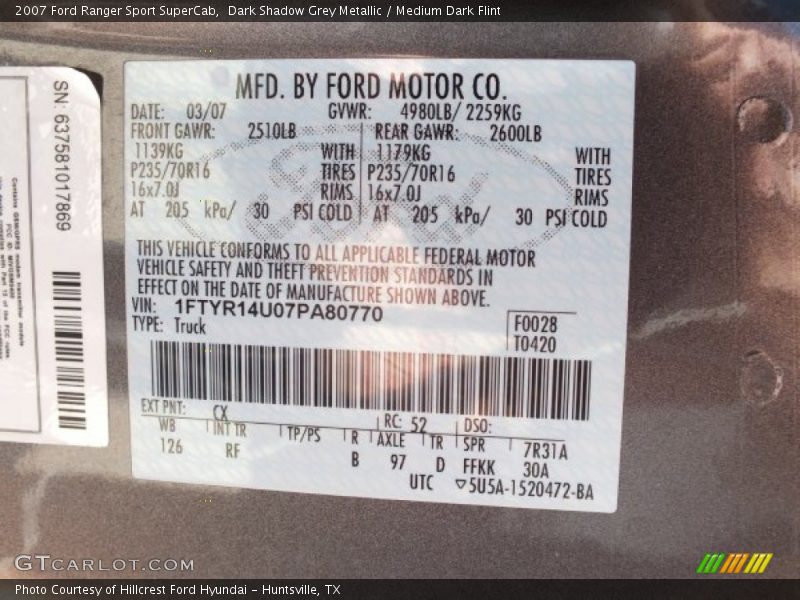 2007 Ford Ranger Sport SuperCab,  Dark Shadow Grey Metallic / Medium Dark Flint
SN: 637581017869
MFD. BY FORD MOTOR CO.
DATE: 03/07 GVWR: 4980LB/ 2259KG
FRONT GAWR: 2510LB REAR GAWR: 2600LB
1139KG WITH 1179KG WITH
P235/70R16 TIRES P235/70R16 TIRES
16x7.0J RIMS 16x7.0J RIMS
AT 205 kPa/ 30 PSI COLD AT 205 kPa/ 30 PSI COLD
THIS VEHICLE CONFORMS TO ALL APPLICABLE FEDERAL MOTOR
VEHICLE SAFETY AND THEFT PREVENTION STANDARDS IN
EFFECT ON THE DATE OF MANUFACTURE SHOWN ABOVE.
VIN: 1FTYR14U07PA80770
TYPE: Truck
F0028
T0420
EXT PNT: CX RC: 52 DSO:
WB INT TR TP/PS R AXLE TR SPR 7R31A
126 RF B 97 D FFKK 30A
UTC ▽5U5A-1520472-BA
GTCARLOT.COM
Photo Courtesy of Hillcrest Ford Hyundai - Huntsville, TX